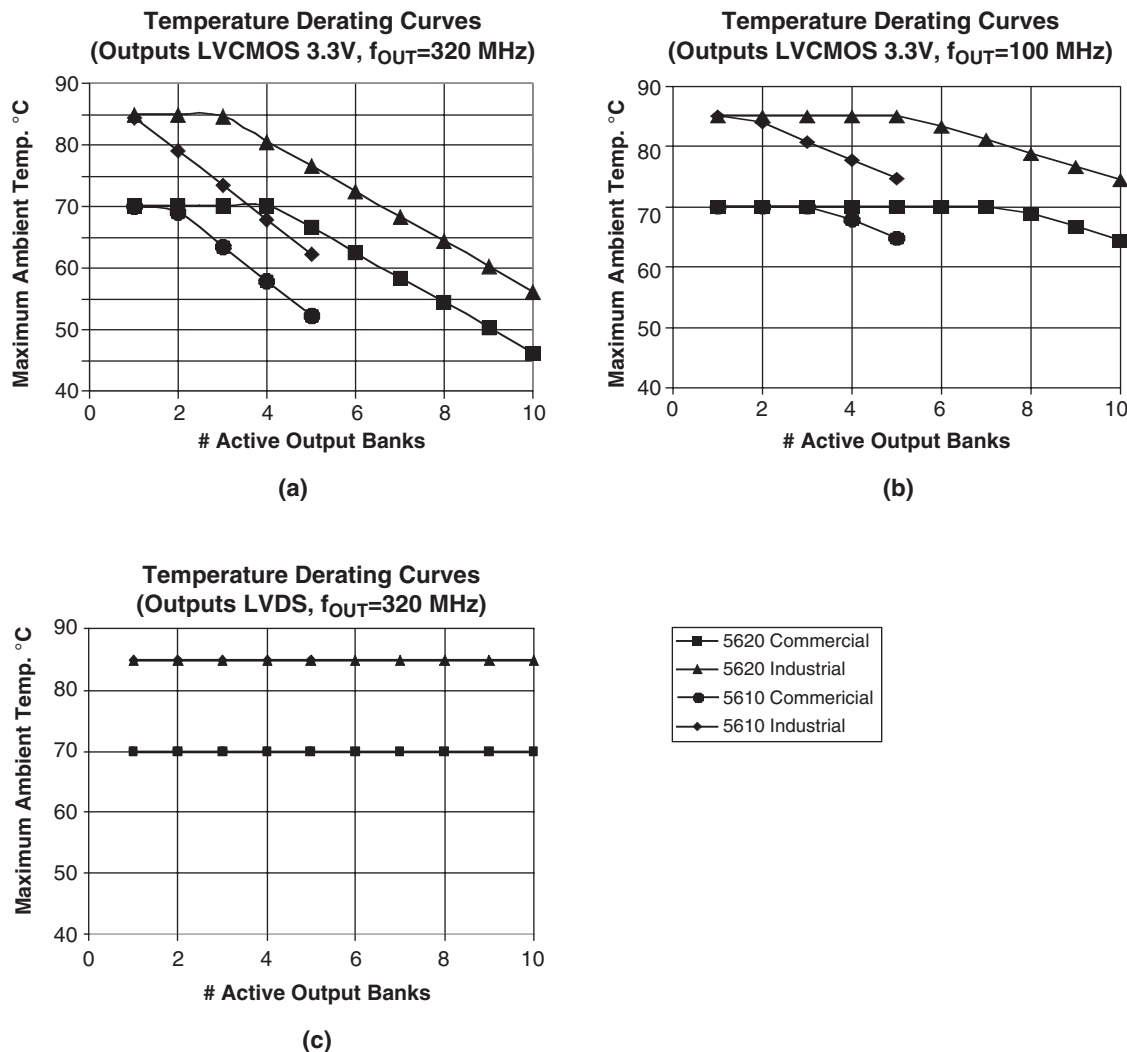 Temperature Derating Curves
(Outputs LVCMOS 3.3V, fOUT=320 MHz)
90
80
70
60
50
40
0
2
4
6
8
10
Maximum Ambient Temp. °C
# Active Output Banks
(a)
Temperature Derating Curves
(Outputs LVCMOS 3.3V, fOUT=100 MHz)
90
80
70
60
50
40
0
2
4
6
8
10
Maximum Ambient Temp. °C
# Active Output Banks
(b)
Temperature Derating Curves
(Outputs LVDS, fOUT=320 MHz)
90
80
70
60
50
40
0
2
4
6
8
10
Maximum Ambient Temp. °C
# Active Output Banks
(c)
5620 Commercial
5620 Industrial
5610 Commericial
5610 Industrial